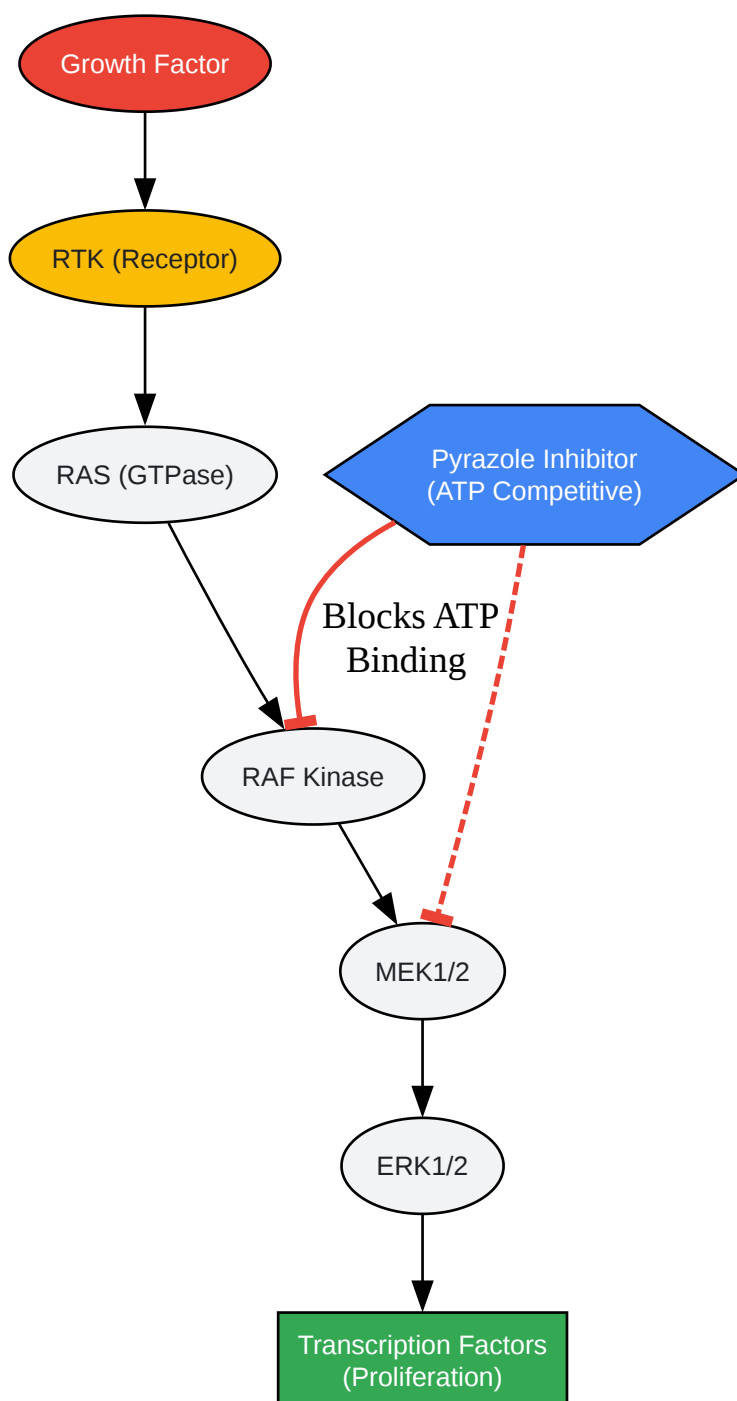 Growth Factor
RTK (Receptor)
RAS (GTPase)
Pyrazole Inhibitor
(ATP Competitive)
Blocks ATP
Binding
RAF Kinase
MEK1/2
ERK1/2
Transcription Factors
(Proliferation)